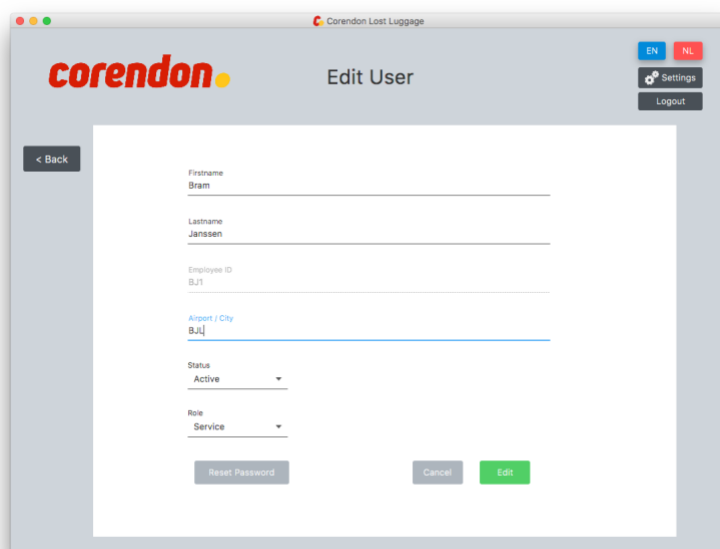 Corendon Lost Luggage
corendon
Edit User
EN NL
Settings
Logout
< Back
Firstname
Bram
Lastname
Janssen
Employee ID
BJ1
Airport / City
BJL
Status
Active
Role
Service
Reset Password Cancel Edit